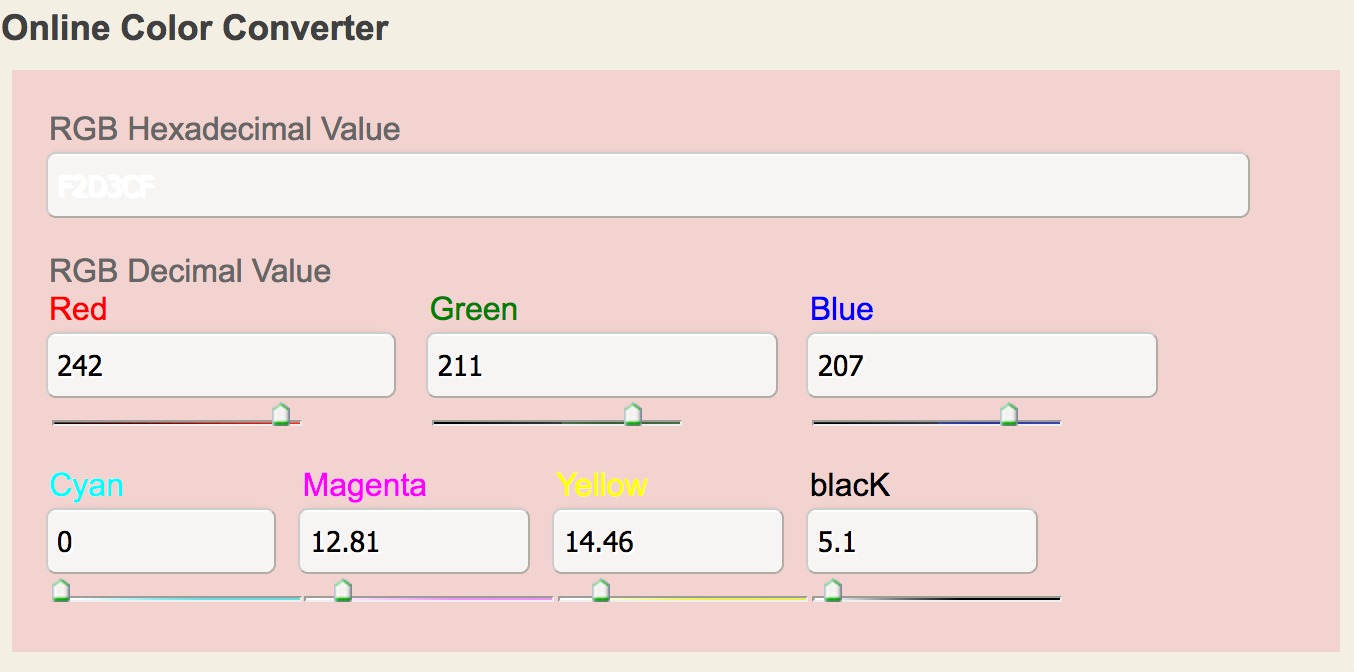 Online Color Converter
RGB Hexadecimal Value
F2D3CF
RGB Decimal Value
Red Green Blue
242 211 207
Cyan Magenta Yellow blacK
0 12.81 14.46 5.1